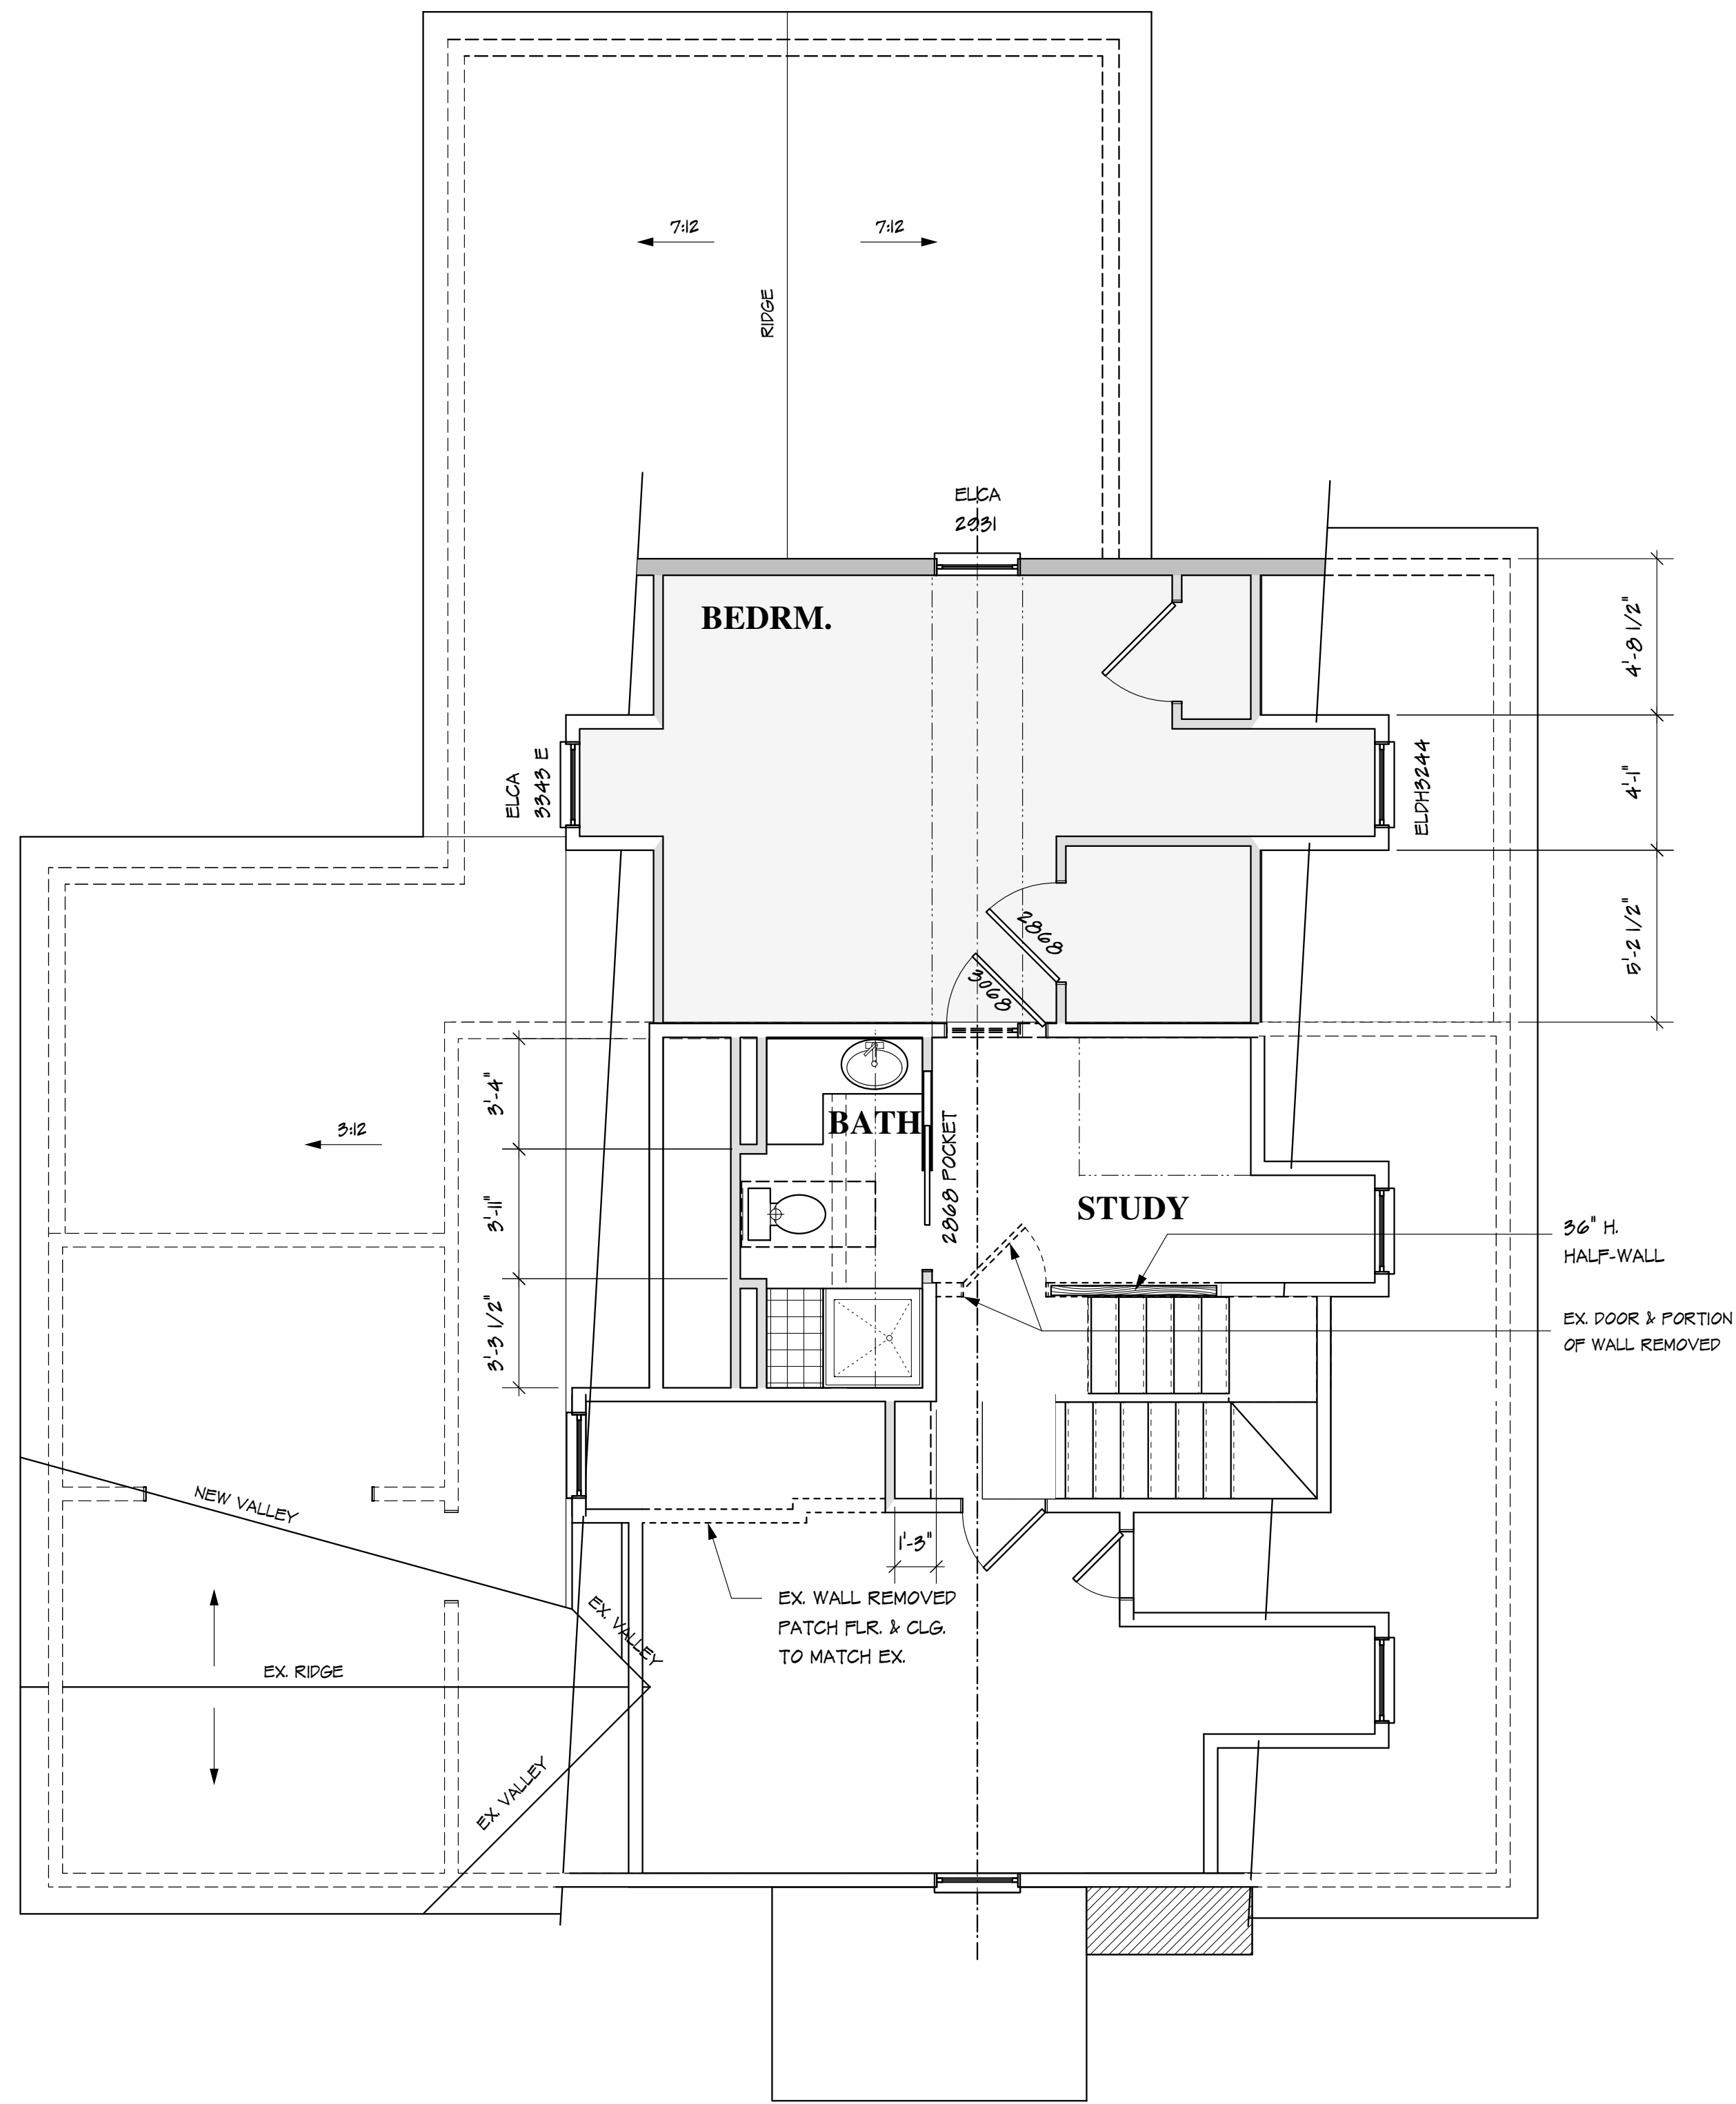 7:12
7:12
RIDGE
ELCA
2931
BEDRM.
4'-8 1/2"
ELCA
3343 E
ELDH3244
4'-1"
2868
5'-2 1/2"
3068
3'-4"
BATH
3:12
2868 POCKET
3'-11"
STUDY
36" H.
HALF-WALL
3'-3 1/2"
EX. DOOR & PORTION
OF WALL REMOVED
NEW VALLEY
1'-3"
EX. WALL REMOVED
PATCH FLR. & CLG.
TO MATCH EX.
EX. VALLEY
EX. RIDGE
EX. VALLEY